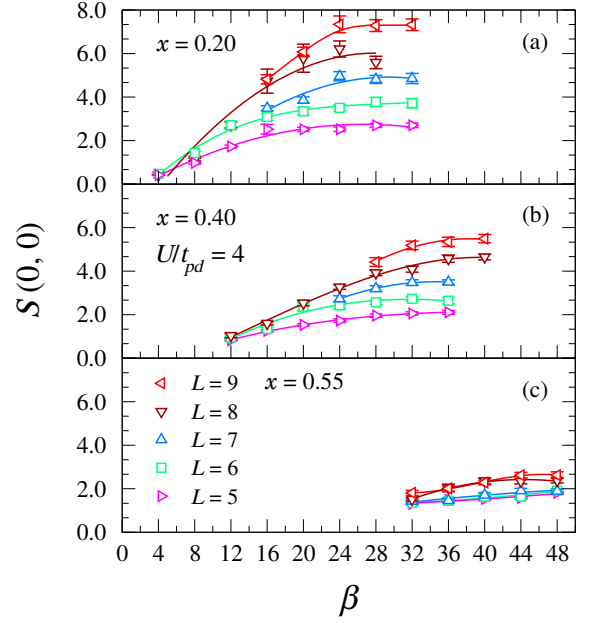 x = 0.20
(a)
8.0
6.0
4.0
2.0
0.0
x = 0.40
(b)
U/t_pd = 4
6.0
4.0
2.0
0.0
S(0, 0)
x = 0.55
(c)
L = 9
L = 8
L = 7
L = 6
L = 5
6.0
4.0
2.0
0.0
0 4 8 12 16 20 24 28 32 36 40 44 48
β